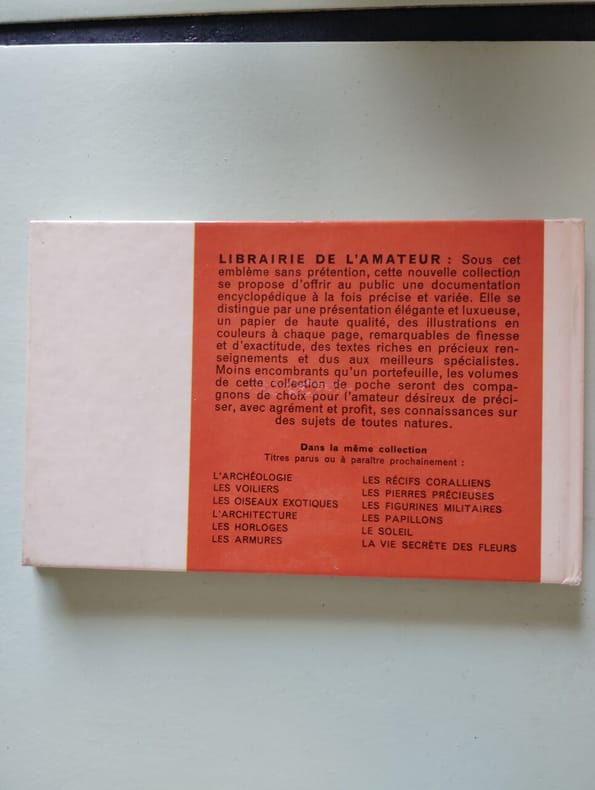 LIBRAIRIE DE L'AMATEUR : Sous cet
emblème sans prétention, cette nouvelle collection
se propose d'offrir au public une documentation
encyclopédique à la fois précise et variée. Elle se
distingue par une présentation élégante et luxueuse,
un papier de haute qualité, des illustrations en
couleurs à chaque page, remarquables de finesse
et d'exactitude, des textes riches en précieux ren-
seignements et dus aux meilleurs spécialistes.
Moins encombrants qu'un portefeuille, les volumes
de cette collection de poche seront des compa-
gnons de choix pour l'amateur désireux de préci-
ser, avec agrément et profit, ses connaissances sur
des sujets de toutes natures.
Dans la même collection
Titres parus ou à paraître prochainement :
L'ARCHÉOLOGIE
LES VOILIERS
LES OISEAUX EXOTIQUES
L'ARCHITECTURE
LES HORLOGES
LES ARMURES
LES RÉCIFS CORALLIENS
LES PIERRES PRÉCIEUSES
LES FIGURINES MILITAIRES
LES PAPILLONS
LE SOLEIL
LA VIE SECRÈTE DES FLEURS